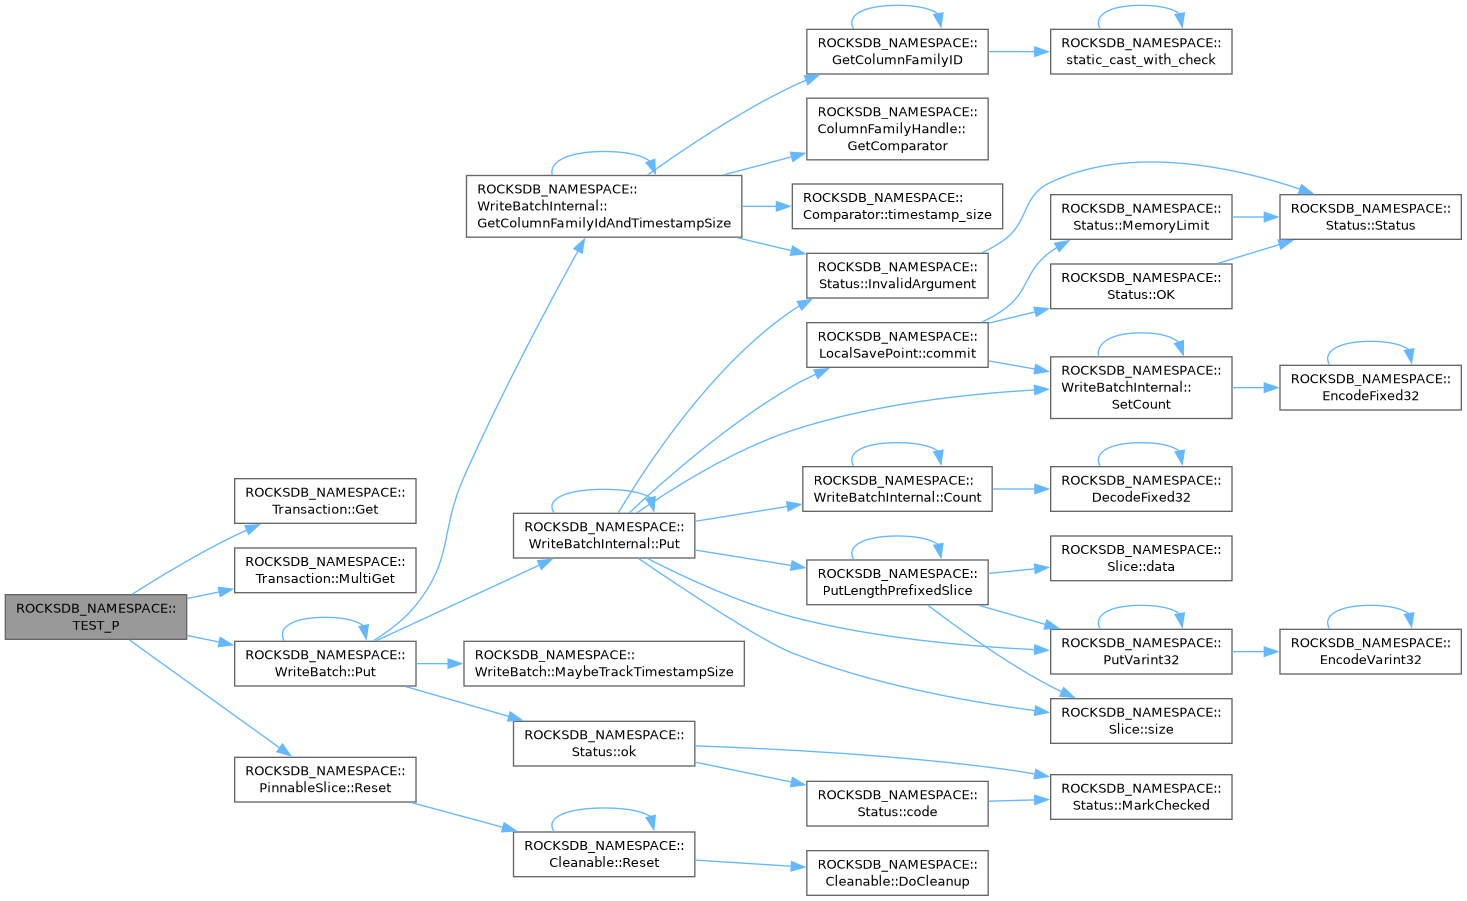 ROCKSDB_NAMESPACE::
TEST_P
ROCKSDB_NAMESPACE::
Transaction::Get
ROCKSDB_NAMESPACE::
Transaction::MultiGet
ROCKSDB_NAMESPACE::
WriteBatch::Put
ROCKSDB_NAMESPACE::
PinnableSlice::Reset
ROCKSDB_NAMESPACE::
WriteBatchInternal::
GetColumnFamilyIdAndTimestampSize
ROCKSDB_NAMESPACE::
WriteBatchInternal::Put
ROCKSDB_NAMESPACE::
WriteBatch::MaybeTrackTimestampSize
ROCKSDB_NAMESPACE::
Status::ok
ROCKSDB_NAMESPACE::
Cleanable::Reset
ROCKSDB_NAMESPACE::
GetColumnFamilyID
ROCKSDB_NAMESPACE::
ColumnFamilyHandle::
GetComparator
ROCKSDB_NAMESPACE::
Comparator::timestamp_size
ROCKSDB_NAMESPACE::
Status::InvalidArgument
ROCKSDB_NAMESPACE::
LocalSavePoint::commit
ROCKSDB_NAMESPACE::
WriteBatchInternal::Count
ROCKSDB_NAMESPACE::
PutLengthPrefixedSlice
ROCKSDB_NAMESPACE::
Status::code
ROCKSDB_NAMESPACE::
Cleanable::DoCleanup
ROCKSDB_NAMESPACE::
static_cast_with_check
ROCKSDB_NAMESPACE::
Status::MemoryLimit
ROCKSDB_NAMESPACE::
Status::OK
ROCKSDB_NAMESPACE::
WriteBatchInternal::
SetCount
ROCKSDB_NAMESPACE::
DecodeFixed32
ROCKSDB_NAMESPACE::
Slice::data
ROCKSDB_NAMESPACE::
PutVarint32
ROCKSDB_NAMESPACE::
Slice::size
ROCKSDB_NAMESPACE::
Status::MarkChecked
ROCKSDB_NAMESPACE::
Status::Status
ROCKSDB_NAMESPACE::
EncodeFixed32
ROCKSDB_NAMESPACE::
EncodeVarint32